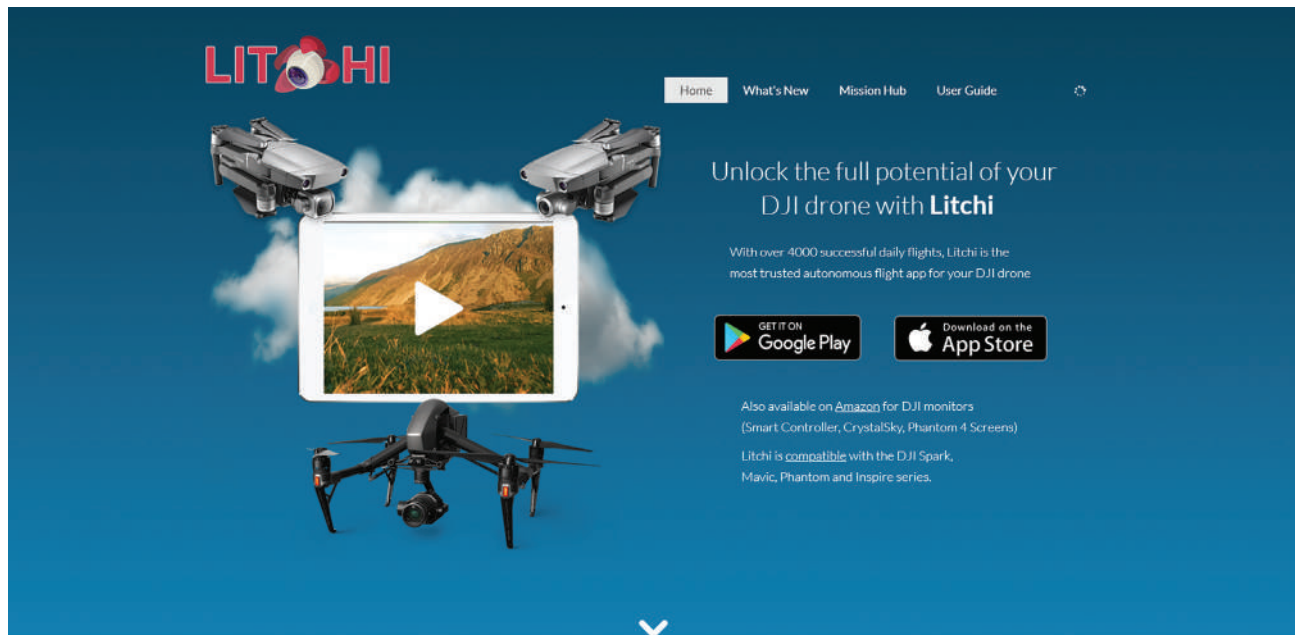 LITCHI
Home What's New Mission Hub User Guide
Unlock the full potential of your
DJI drone with Litchi
With over 4000 successful daily flights, Litchi is the
most trusted autonomous flight app for your DJI drone
GET IT ON
Google Play
Download on the
App Store
Also available on Amazon for DJI monitors
(Smart Controller, CrystalSky, Phantom 4 Screens)
Litchi is compatible with the DJI Spark,
Mavic, Phantom and Inspire series.